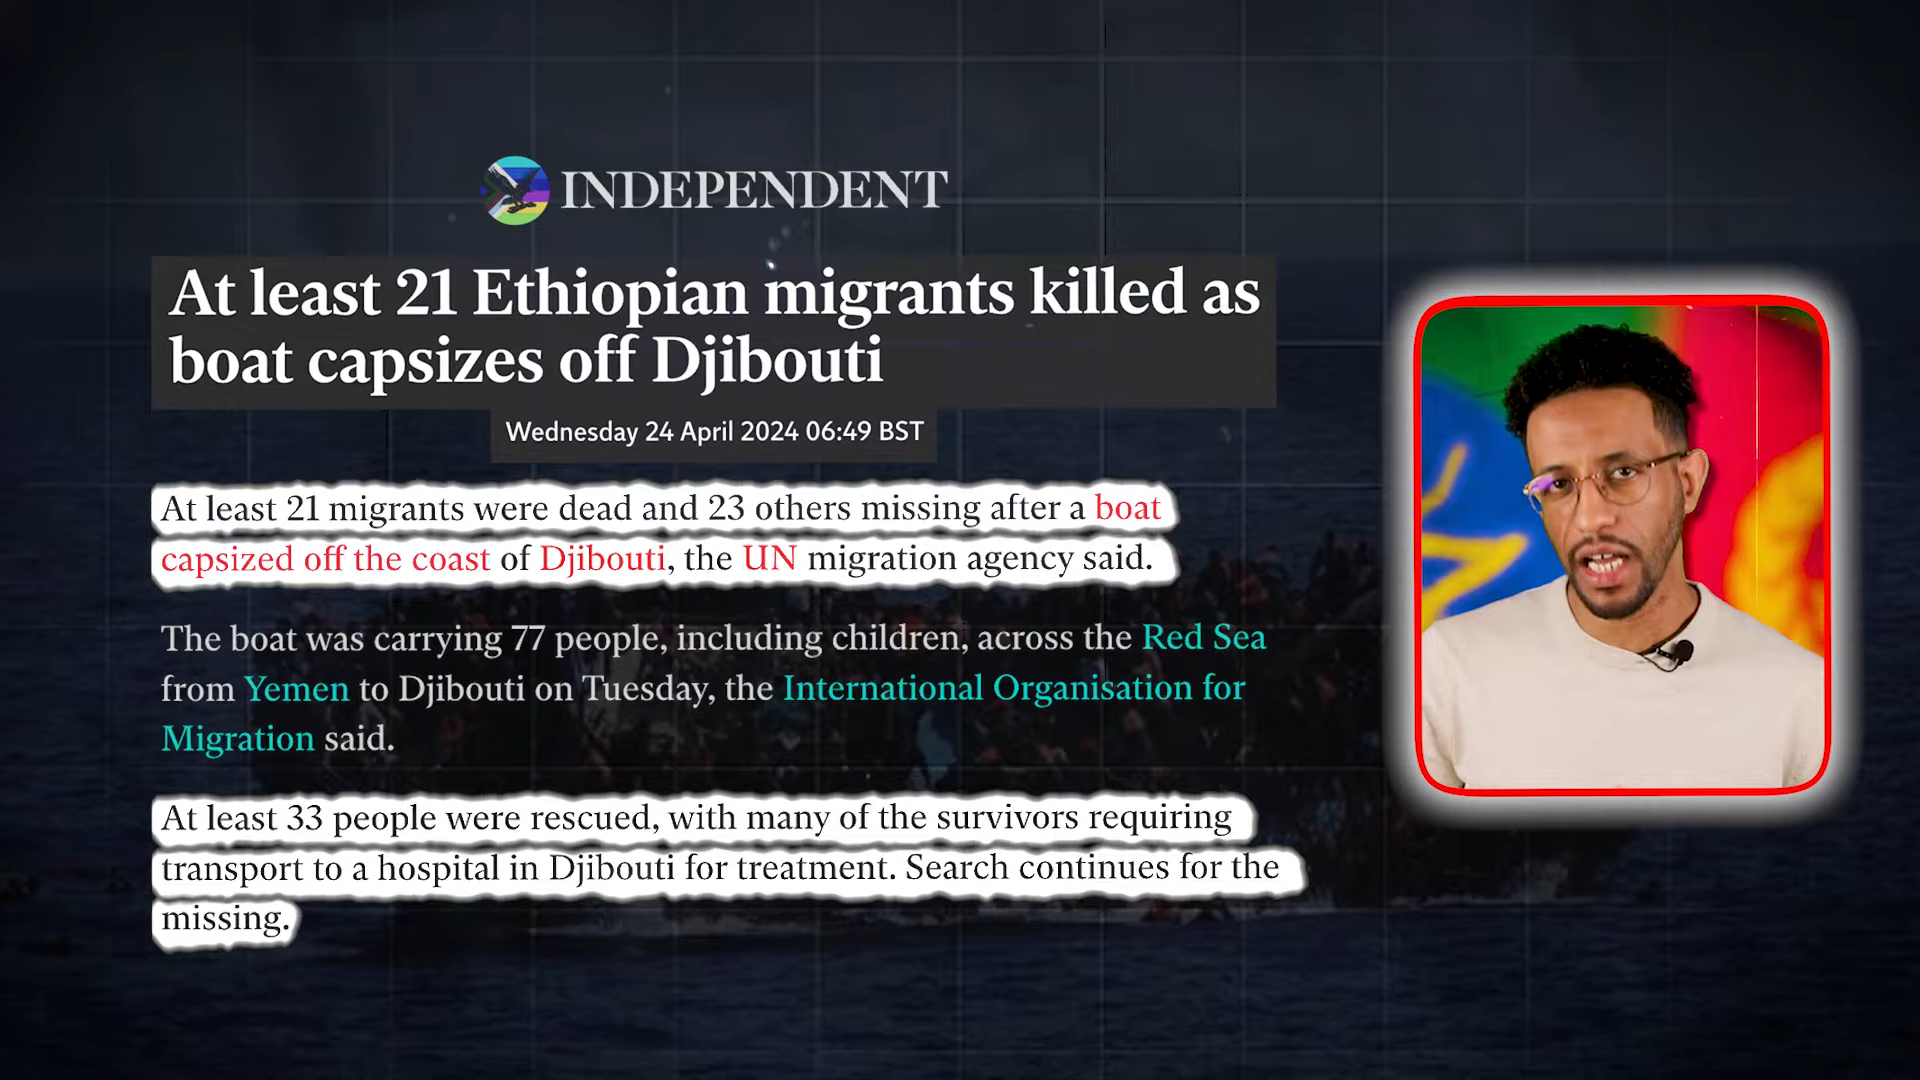 INDEPENDENT
At least 21 Ethiopian migrants killed as
boat capsizes off Djibouti
Wednesday 24 April 2024 06:49 BST
At least 21 migrants were dead and 23 others missing after a boat
capsized off the coast of Djibouti, the UN migration agency said.
The boat was carrying 77 people, including children, across the Red Sea
from Yemen to Djibouti on Tuesday, the International Organisation for
Migration said.
At least 33 people were rescued, with many of the survivors requiring
transport to a hospital in Djibouti for treatment. Search continues for the
missing.